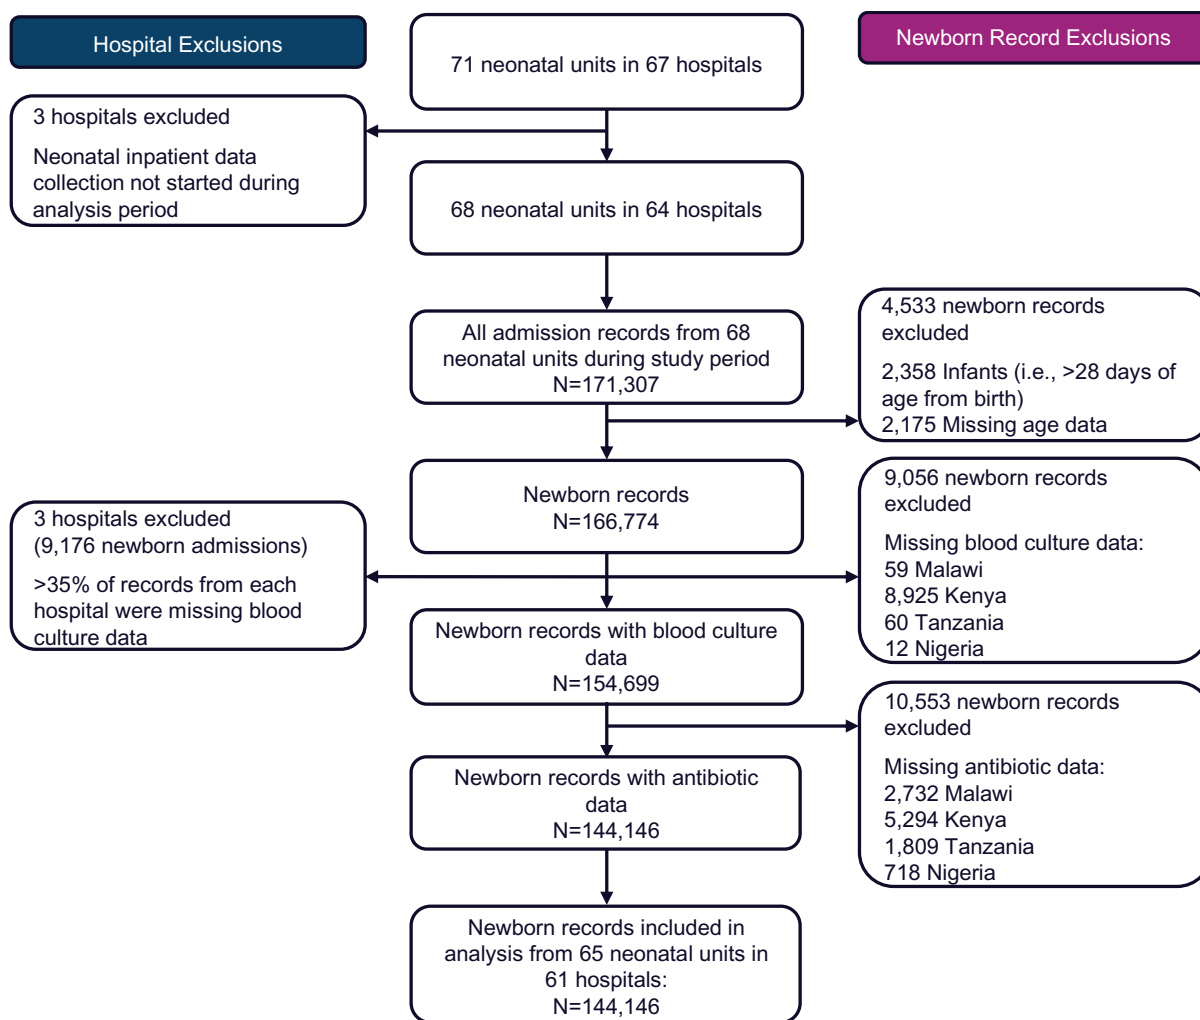 Hospital Exclusions
71 neonatal units in 67 hospitals
Newborn Record Exclusions
3 hospitals excluded
Neonatal inpatient data
collection not started during
analysis period
68 neonatal units in 64 hospitals
All admission records from 68
neonatal units during study period
N=171,307
4,533 newborn records
excluded
2,358 Infants (i.e., >28 days of
age from birth)
2,175 Missing age data
Newborn records
N=166,774
3 hospitals excluded
(9,176 newborn admissions)
>35% of records from each
hospital were missing blood
culture data
9,056 newborn records
excluded
Missing blood culture data:
59 Malawi
8,925 Kenya
60 Tanzania
12 Nigeria
Newborn records with blood culture
data
N=154,699
10,553 newborn records
excluded
Missing antibiotic data:
2,732 Malawi
5,294 Kenya
1,809 Tanzania
718 Nigeria
Newborn records with antibiotic
data
N=144,146
Newborn records included in
analysis from 65 neonatal units in
61 hospitals:
N=144,146